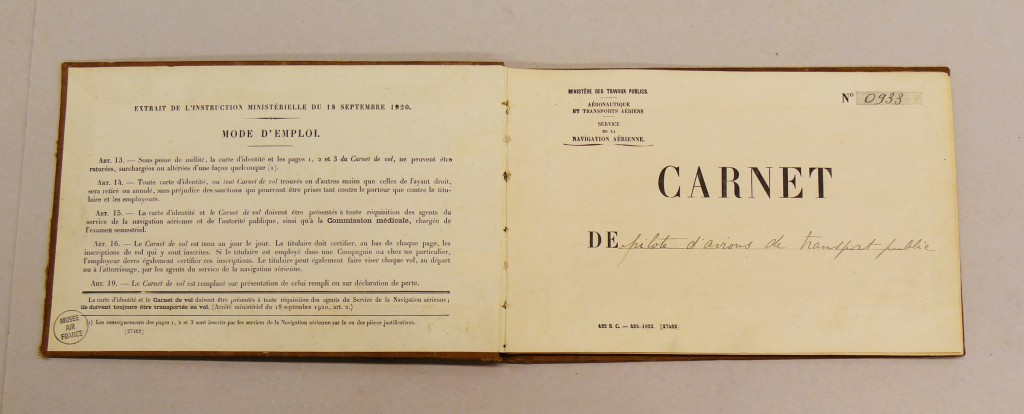 EXTRAIT DE L'INSTRUCTION MINISTÉRIELLE DU 18 SEPTEMBRE 1920.
MODE D'EMPLOI.
ART. 13. — Sous peine de nullité, la carte d'identité et les pages 1, 2 et 3 du Carnet de vol, ne peuvent être
raturées, surchargées ou altérées d'une façon quelconque (1).
ART. 14. — Toute carte d'identité, ou tout Carnet de vol trouvés en d'autres mains que celles de l'ayant droit,
sera retiré ou annulé, sans préjudice des sanctions qui pourront être prises tant contre le porteur que contre le titu-
laire et les employeurs.
ART. 15. — La carte d'identité et le Carnet de vol doivent être présentés à toute réquisition des agents du
service de la navigation aérienne et de l'autorité publique, ainsi qu'à la Commission médicale, chargée de
l'examen semestriel.
ART. 16. — Le Carnet de vol est tenu au jour le jour. Le titulaire doit certifier, au bas de chaque page, les
inscriptions de vol qui y sont inscrites. Si le titulaire est employé dans une Compagnie ou chez un particulier,
l'employeur devra également certifier ces inscriptions. Le titulaire peut également faire viser chaque vol, au départ
ou à l'atterrissage, par les agents du service de la navigation aérienne.
ART. 19. — Le Carnet de vol est remplacé sur présentation de celui rempli ou sur déclaration de perte.
La carte d'identité et le Carnet de vol doivent être présentés à toute réquisition des agents du Service de la Navigation aérienne;
ils doivent toujours être transportés au vol. (Arrêté ministériel du 18 septembre 1920, art. 2.)
(1) Les renseignements des pages 1, 2 et 3 sont inscrits par les services de la Navigation aérienne sur le vu des pièces justificatives.
[27462]
MUSÉE
AIR
FRANCE
MINISTÈRE DES TRAVAUX PUBLICS.
AÉRONAUTIQUE
ET TRANSPORTS AÉRIENS
SERVICE
DE LA
NAVIGATION AÉRIENNE.
N° 0933
CARNET
DE pilote d'avions de transport public
422 S. C. — 424-1922. [27462]